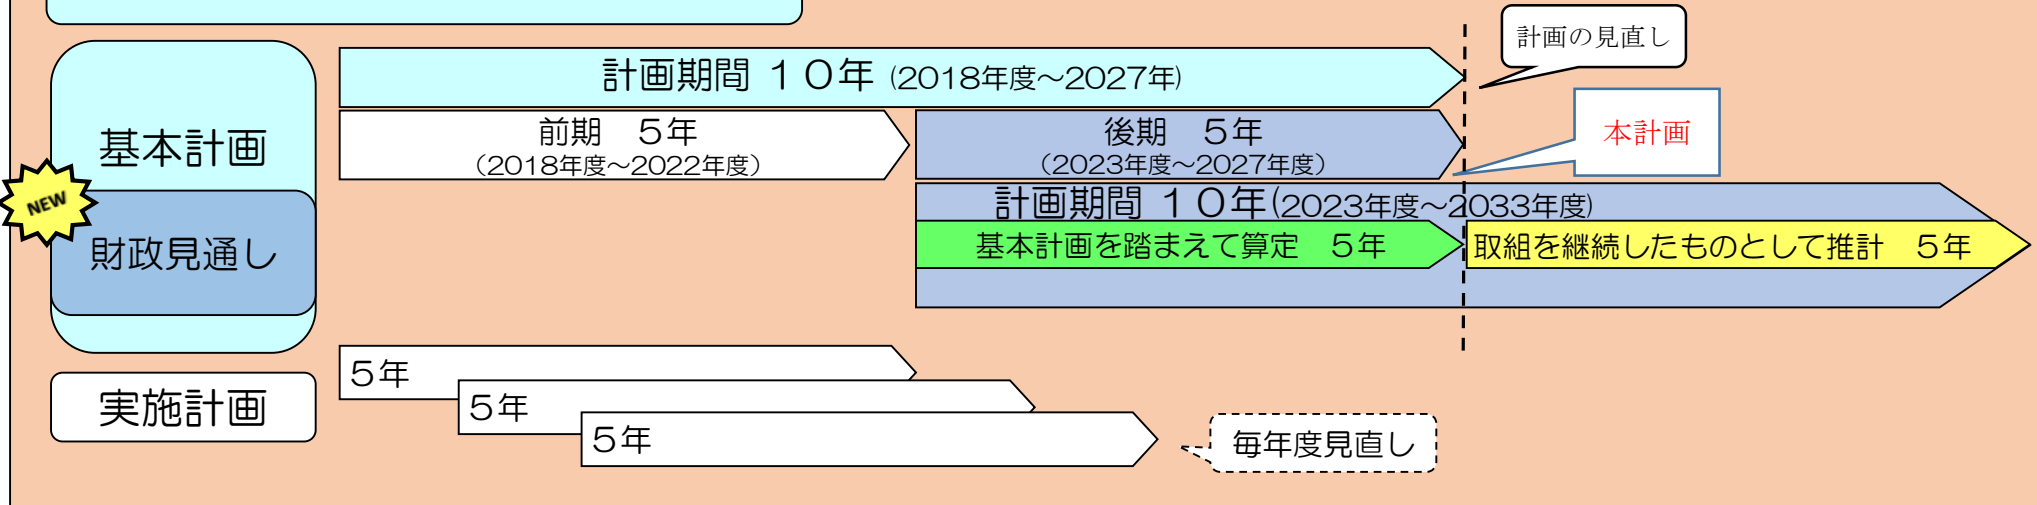 計画の見直し
計画期間 10年 (2018年度～2027年)
本計画
基本計画
前期 5年
(2018年度～2022年度)
後期 5年
(2023年度～2027年度)
NEW
財政見通し
計画期間 10年(2023年度～2033年度)
基本計画を踏まえて算定 5年
取組を継続したものとして推計 5年
実施計画
5年
5年
5年
毎年度見直し